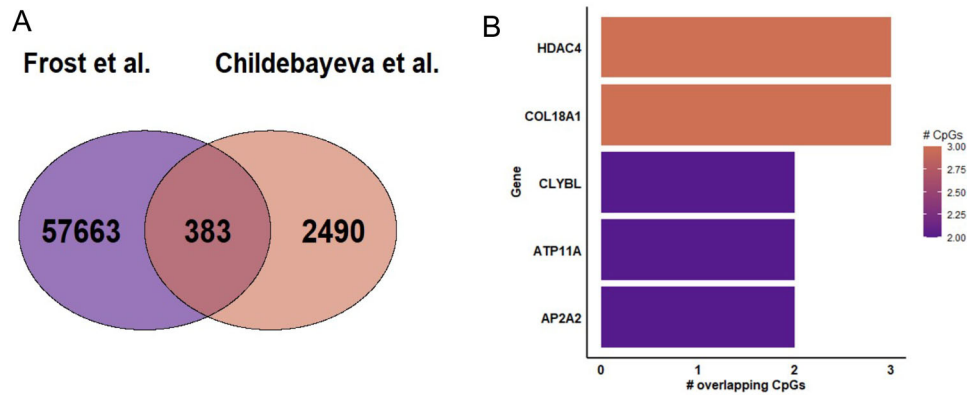 A
Frost et al.
Childebayeva et al.
57663
383
2490
B
HDAC4
COL18A1
CLYBL
ATP11A
AP2A2
Gene
0
1
2
3
# overlapping CpGs
# CpGs
3.00
2.75
2.50
2.25
2.00